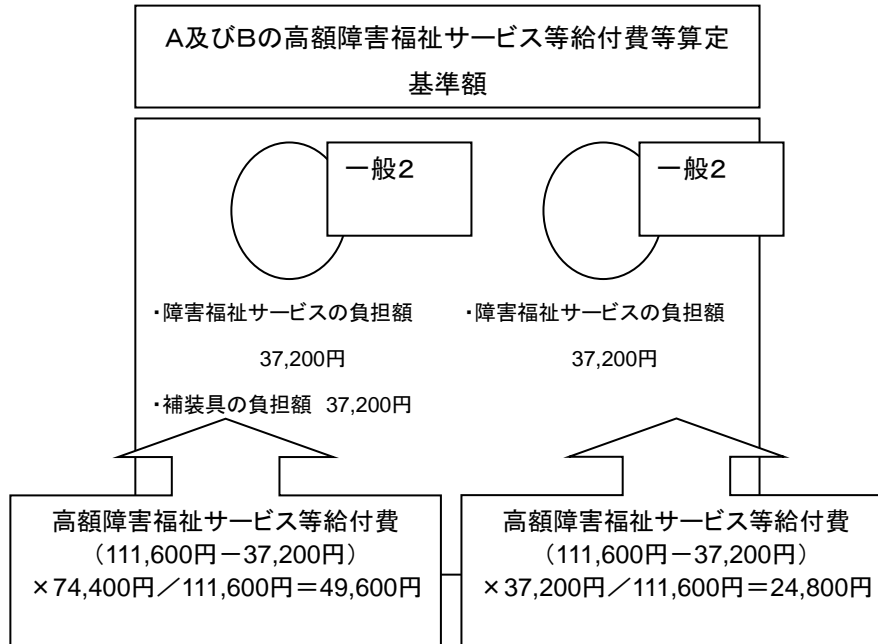 A及びBの高額障害福祉サービス等給付費等算定
基準額
一般2
一般2
・障害福祉サービスの負担額
37,200円
・補装具の負担額 37,200円
・障害福祉サービスの負担額
37,200円
高額障害福祉サービス等給付費
(111,600円-37,200円)
×74,400円/111,600円=49,600円
高額障害福祉サービス等給付費
(111,600円-37,200円)
×37,200円/111,600円=24,800円